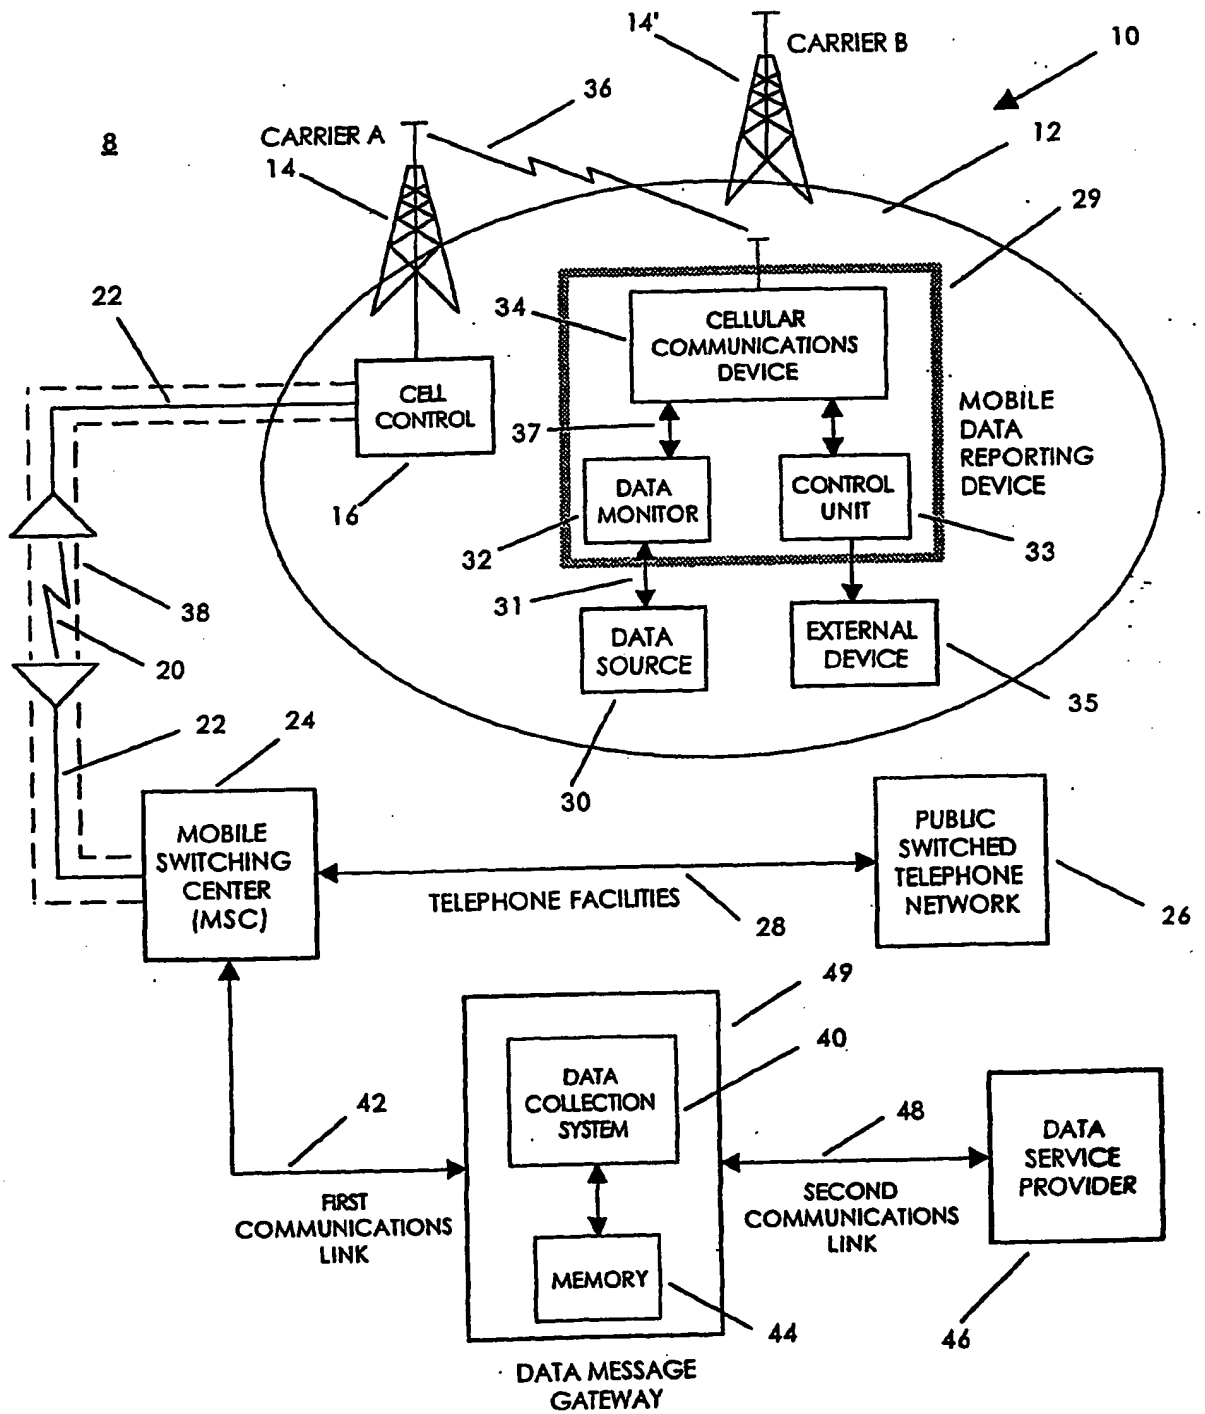 14'
CARRIER B
10
36
8
CARRIER A
14
12
29
22
34
CELLULAR
COMMUNICATIONS
DEVICE
CELL
CONTROL
37
MOBILE
DATA
REPORTING
DEVICE
DATA
MONITOR
CONTROL
UNIT
16
32
33
31
38
20
DATA
SOURCE
EXTERNAL
DEVICE
35
22
24
30
MOBILE
SWITCHING
CENTER
(MSC)
PUBLIC
SWITCHED
TELEPHONE
NETWORK
TELEPHONE FACILITIES
28
26
49
40
DATA
COLLECTION
SYSTEM
42
48
DATA
SERVICE
PROVIDER
FIRST
COMMUNICATIONS
LINK
SECOND
COMMUNICATIONS
LINK
MEMORY
44
46
DATA MESSAGE
GATEWAY